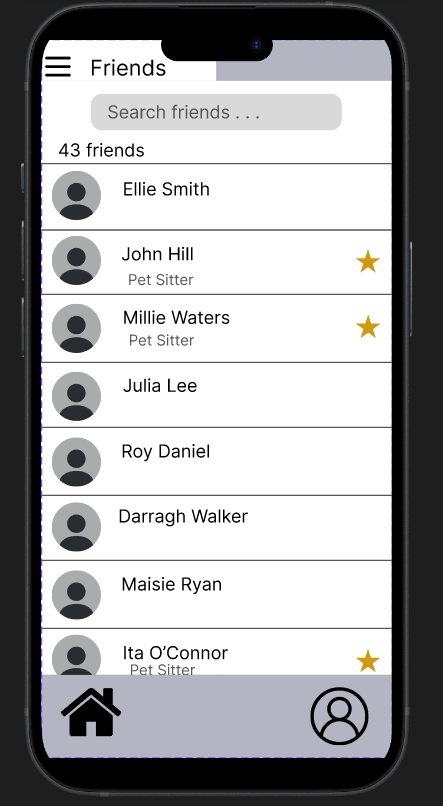 Friends
Search friends . . .
43 friends
Ellie Smith
John Hill
Pet Sitter
Millie Waters
Pet Sitter
Julia Lee
Roy Daniel
Darragh Walker
Maisie Ryan
Ita O’Connor
Pet Sitter